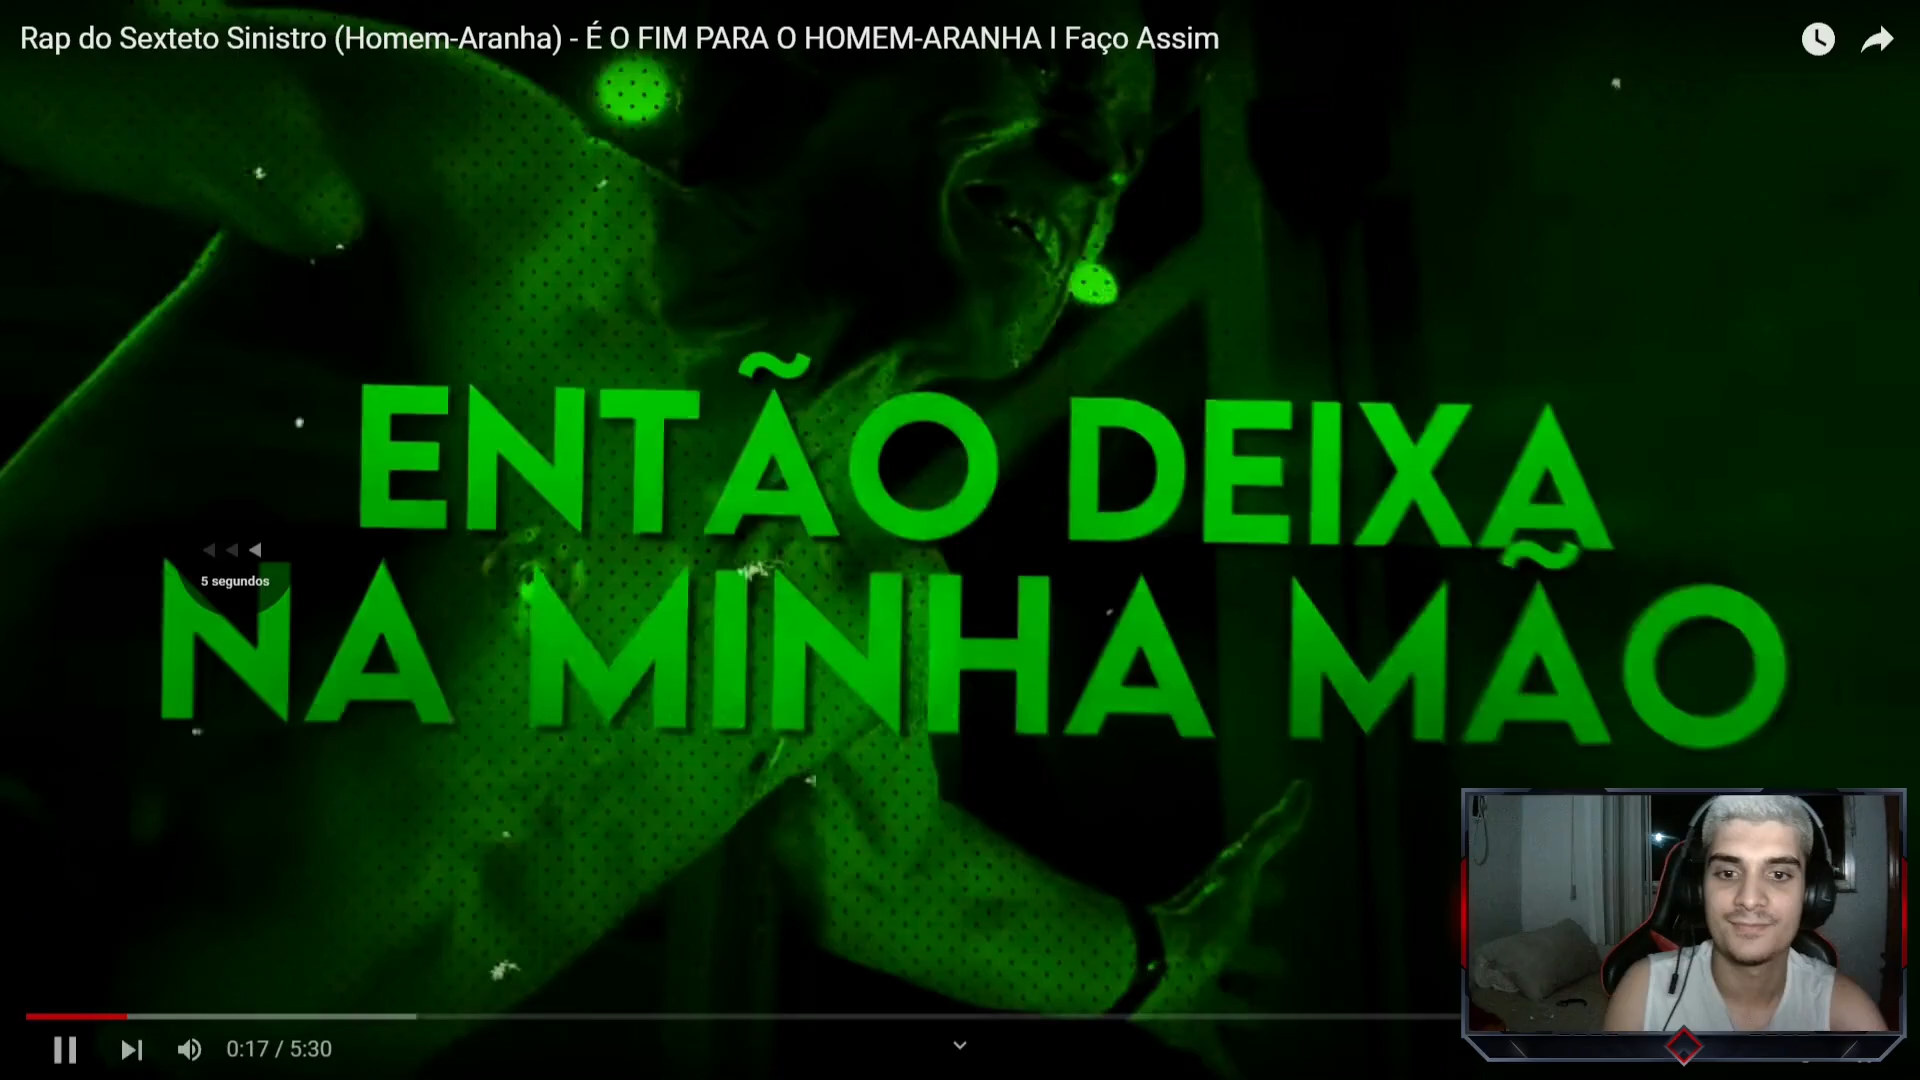 Rap do Sexteto Sinistro (Homem-Aranha) - É O FIM PARA O HOMEM-ARANHA I Faço Assim
ENTÃO DEIXA
5 segundos
NA MINHA MÃO
0:17 / 5:30